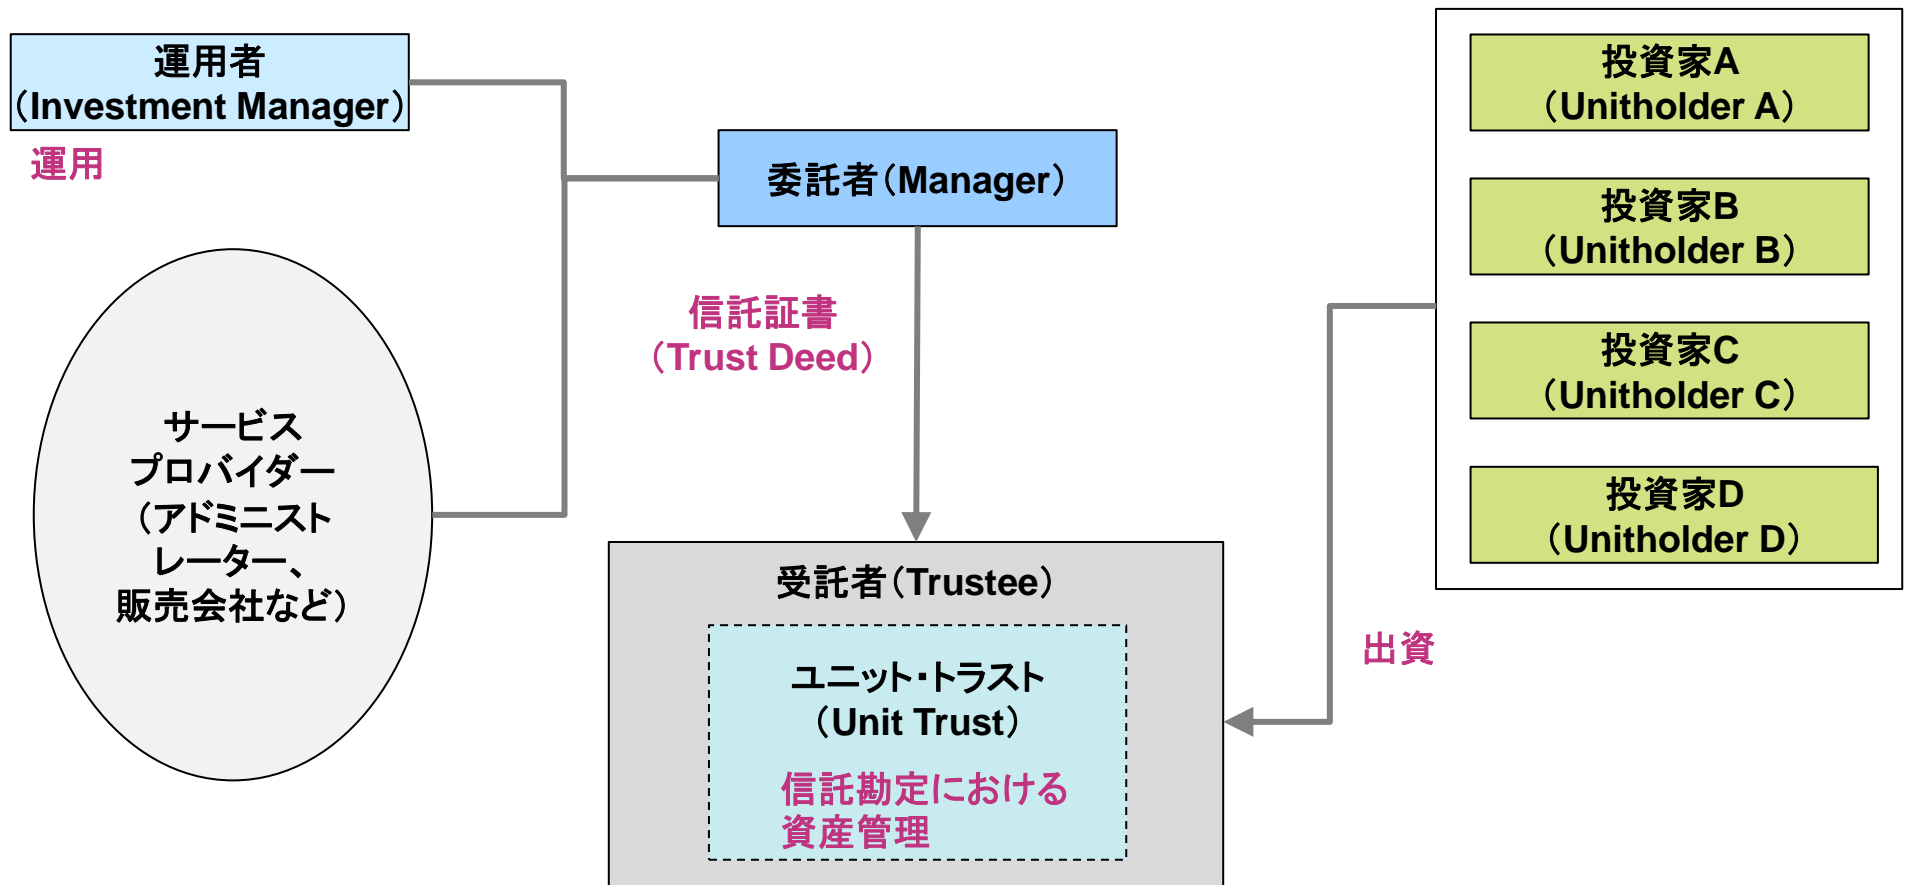 運用者
（Investment Manager）
運用
委託者（Manager）
信託証書
（Trust Deed）
サービス
プロバイダー
（アドミニスト
レーター、
販売会社など）
受託者（Trustee）
ユニット・トラスト
（Unit Trust）
信託勘定における
資産管理
投資家A
（Unitholder A）
投資家B
（Unitholder B）
投資家C
（Unitholder C）
投資家D
（Unitholder D）
出資